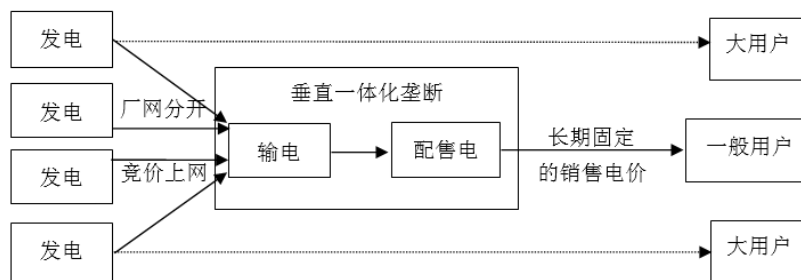 发电
大用户
垂直一体化垄断
发电
厂网分开
输电
配售电
长期固定
的销售电价
一般用户
发电
竞价上网
发电
大用户